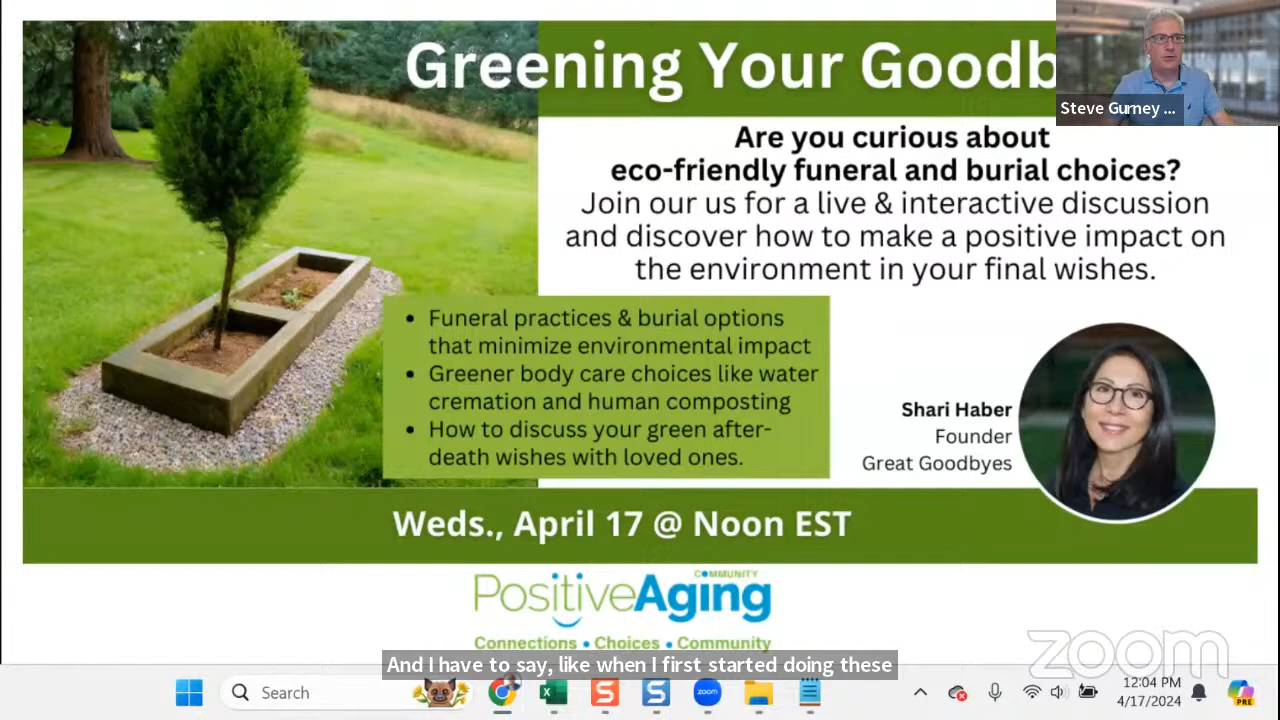 Greening Your Goodb
Steve Gurney ...
Are you curious about
eco-friendly funeral and burial choices?
Join our us for a live & interactive discussion
and discover how to make a positive impact on
the environment in your final wishes.
• Funeral practices & burial options
that minimize environmental impact
• Greener body care choices like water
cremation and human composting
• How to discuss your green after-
death wishes with loved ones.
Shari Haber
Founder
Great Goodbyes
Weds., April 17 @ Noon EST
COMMUNITY
PositiveAging
Connections • Choices • Community
zoom
And I have to say, like when I first started doing these
Search
zoom
PRE
12:04 PM
4/17/2024